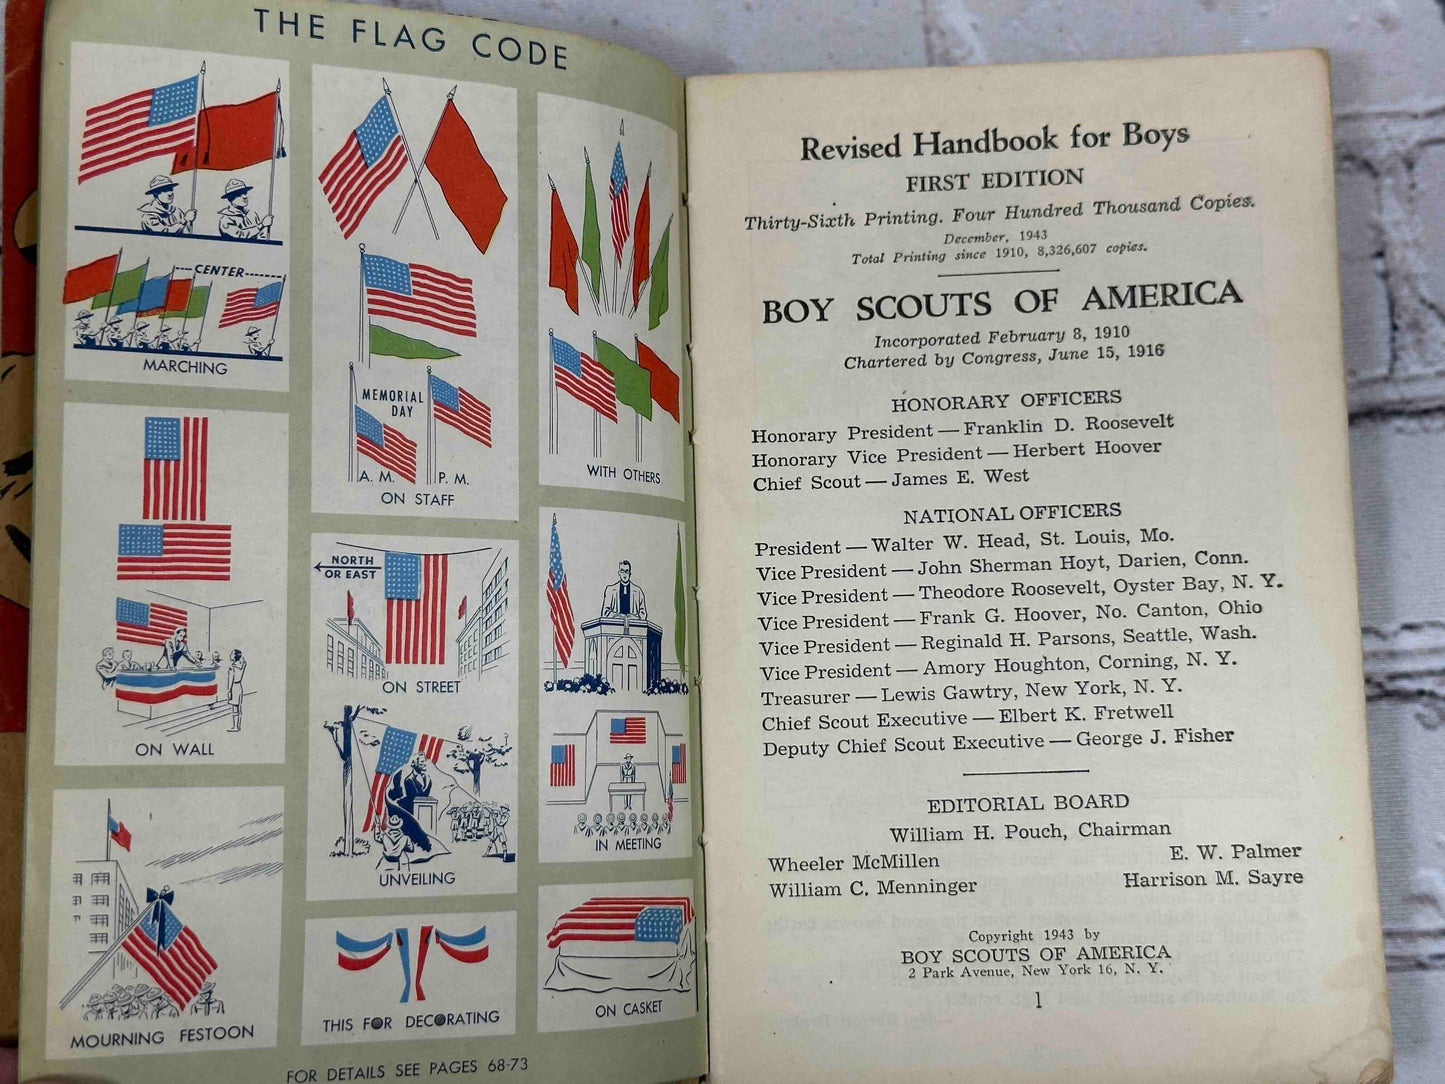 THE FLAG CODE
CENTER
MARCHING
MEMORIAL
DAY
A. M.
P. M.
ON STAFF
WITH OTHERS
ON WALL
NORTH
OR EAST
ON STREET
UNVEILING
IN MEETING
MOURNING FESTOON
THIS FOR DECORATING
ON CASKET
FOR DETAILS SEE PAGES 68-73
Revised Handbook for Boys
FIRST EDITION
Thirty-Sixth Printing. Four Hundred Thousand Copies.
December, 1943
Total Printing since 1910, 8,326,607 copies.
BOY SCOUTS OF AMERICA
Incorporated February 8, 1910
Chartered by Congress, June 15, 1916
HONORARY OFFICERS
Honorary President — Franklin D. Roosevelt
Honorary Vice President — Herbert Hoover
Chief Scout — James E. West
NATIONAL OFFICERS
President — Walter W. Head, St. Louis, Mo.
Vice President — John Sherman Hoyt, Darien, Conn.
Vice President — Theodore Roosevelt, Oyster Bay, N. Y.
Vice President — Frank G. Hoover, No. Canton, Ohio
Vice President — Reginald H. Parsons, Seattle, Wash.
Vice President — Amory Houghton, Corning, N. Y.
Treasurer — Lewis Gawtry, New York, N. Y.
Chief Scout Executive — Elbert K. Fretwell
Deputy Chief Scout Executive — George J. Fisher
EDITORIAL BOARD
William H. Pouch, Chairman
Wheeler McMillen E. W. Palmer
William C. Menninger Harrison M. Sayre
Copyright 1943 by
BOY SCOUTS OF AMERICA
2 Park Avenue, New York 16, N. Y.
1